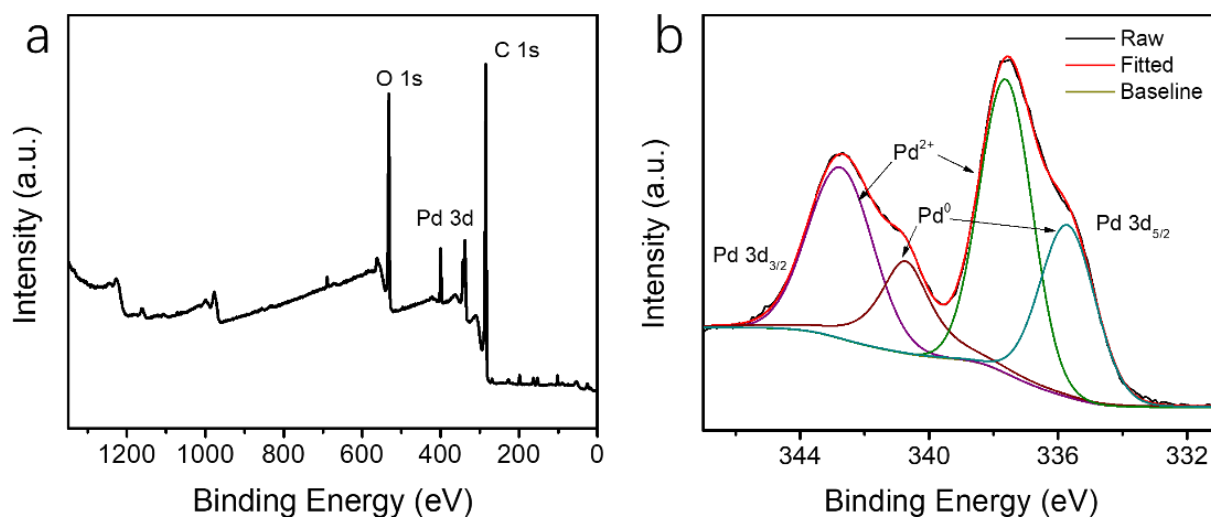 a
O 1s
C 1s
Pd 3d
Intensity (a.u.)
1200 1000 800 600 400 200 0
Binding Energy (eV)
b
Raw
Fitted
Baseline
Pd²⁺
Pd⁰
Pd 3d₃/₂
Pd 3d₅/₂
Intensity (a.u.)
344 340 336 332
Binding Energy (eV)